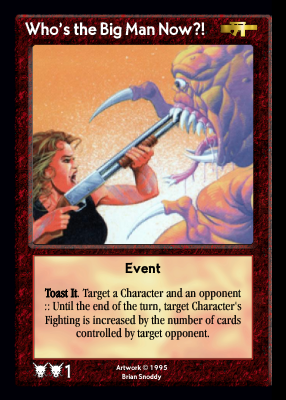 Who's the Big Man Now?!
Event
Toast It. Target a Character and an opponent
:: Until the end of the turn, target Character's
Fighting is increased by the number of cards
controlled by target opponent.
1
Artwork © 1995
Brian Snoddy